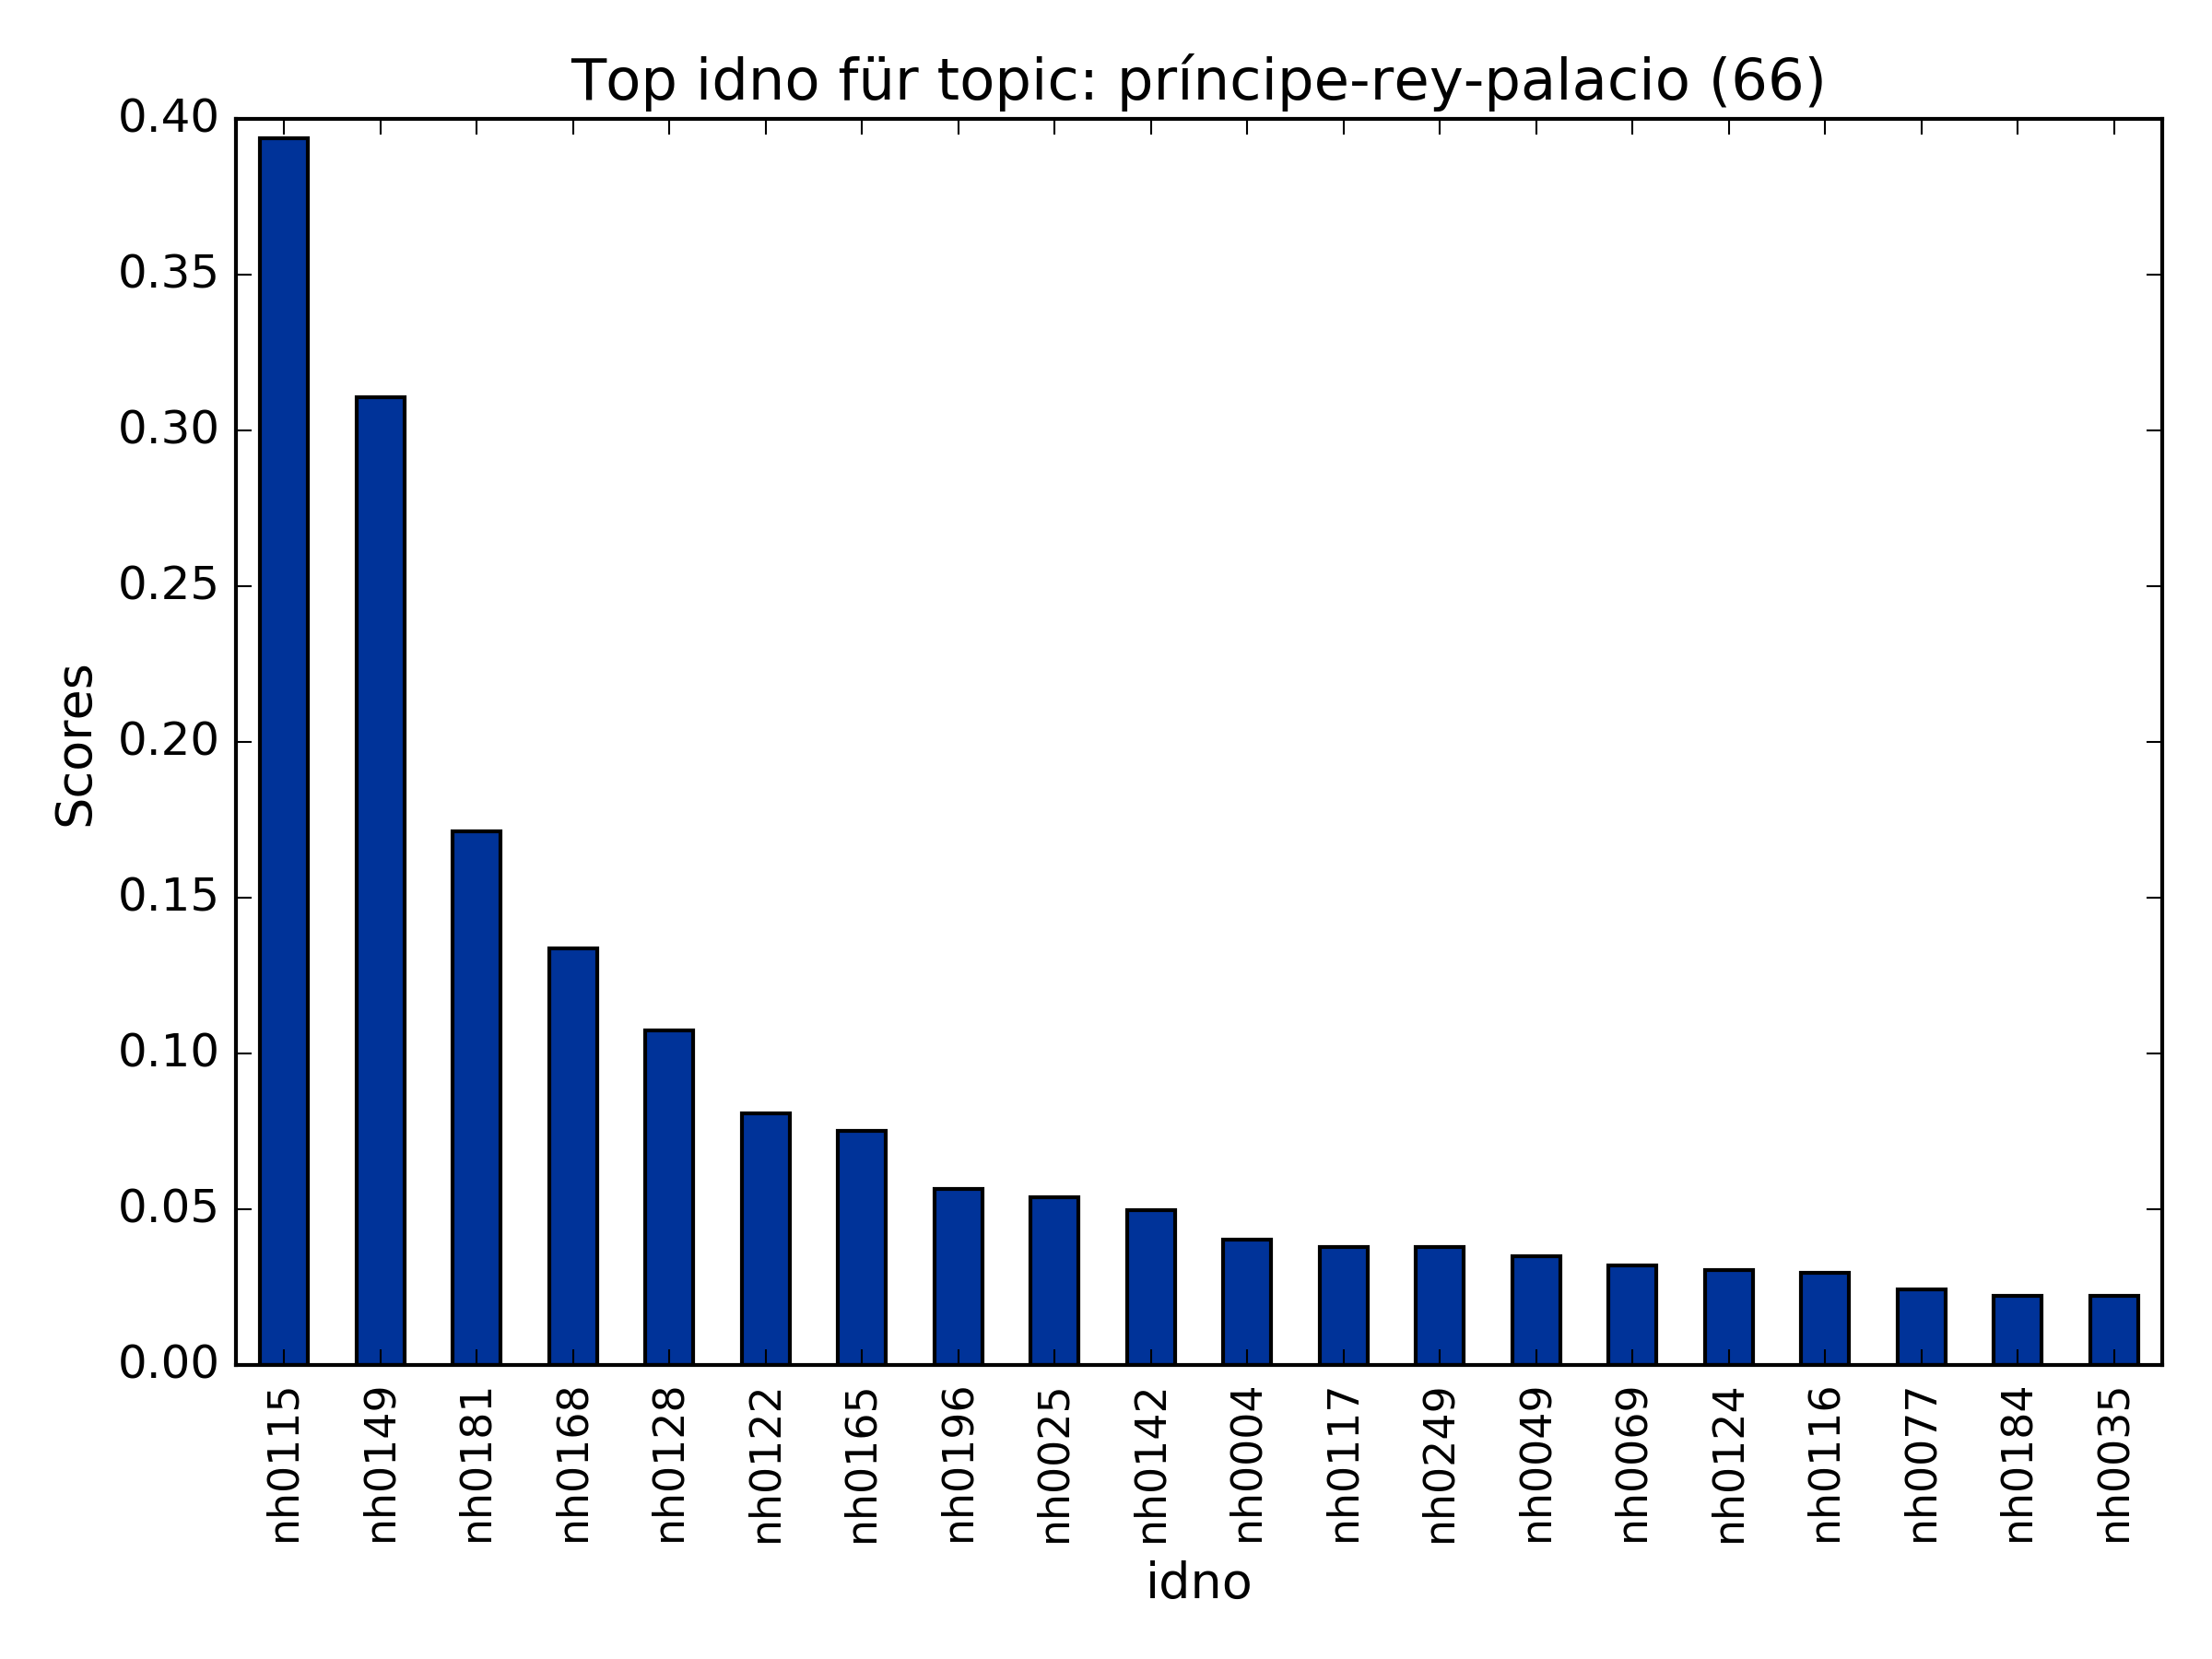 Top idno für topic: príncipe-rey-palacio (66)
0.40
0.35
0.30
0.25
0.20
0.15
0.10
0.05
0.00
Scores
nh0115
nh0149
nh0181
nh0168
nh0128
nh0122
nh0165
nh0196
nh0025
nh0142
nh0004
nh0117
nh0249
nh0049
nh0069
nh0124
nh0116
nh0077
nh0184
nh0035
idno